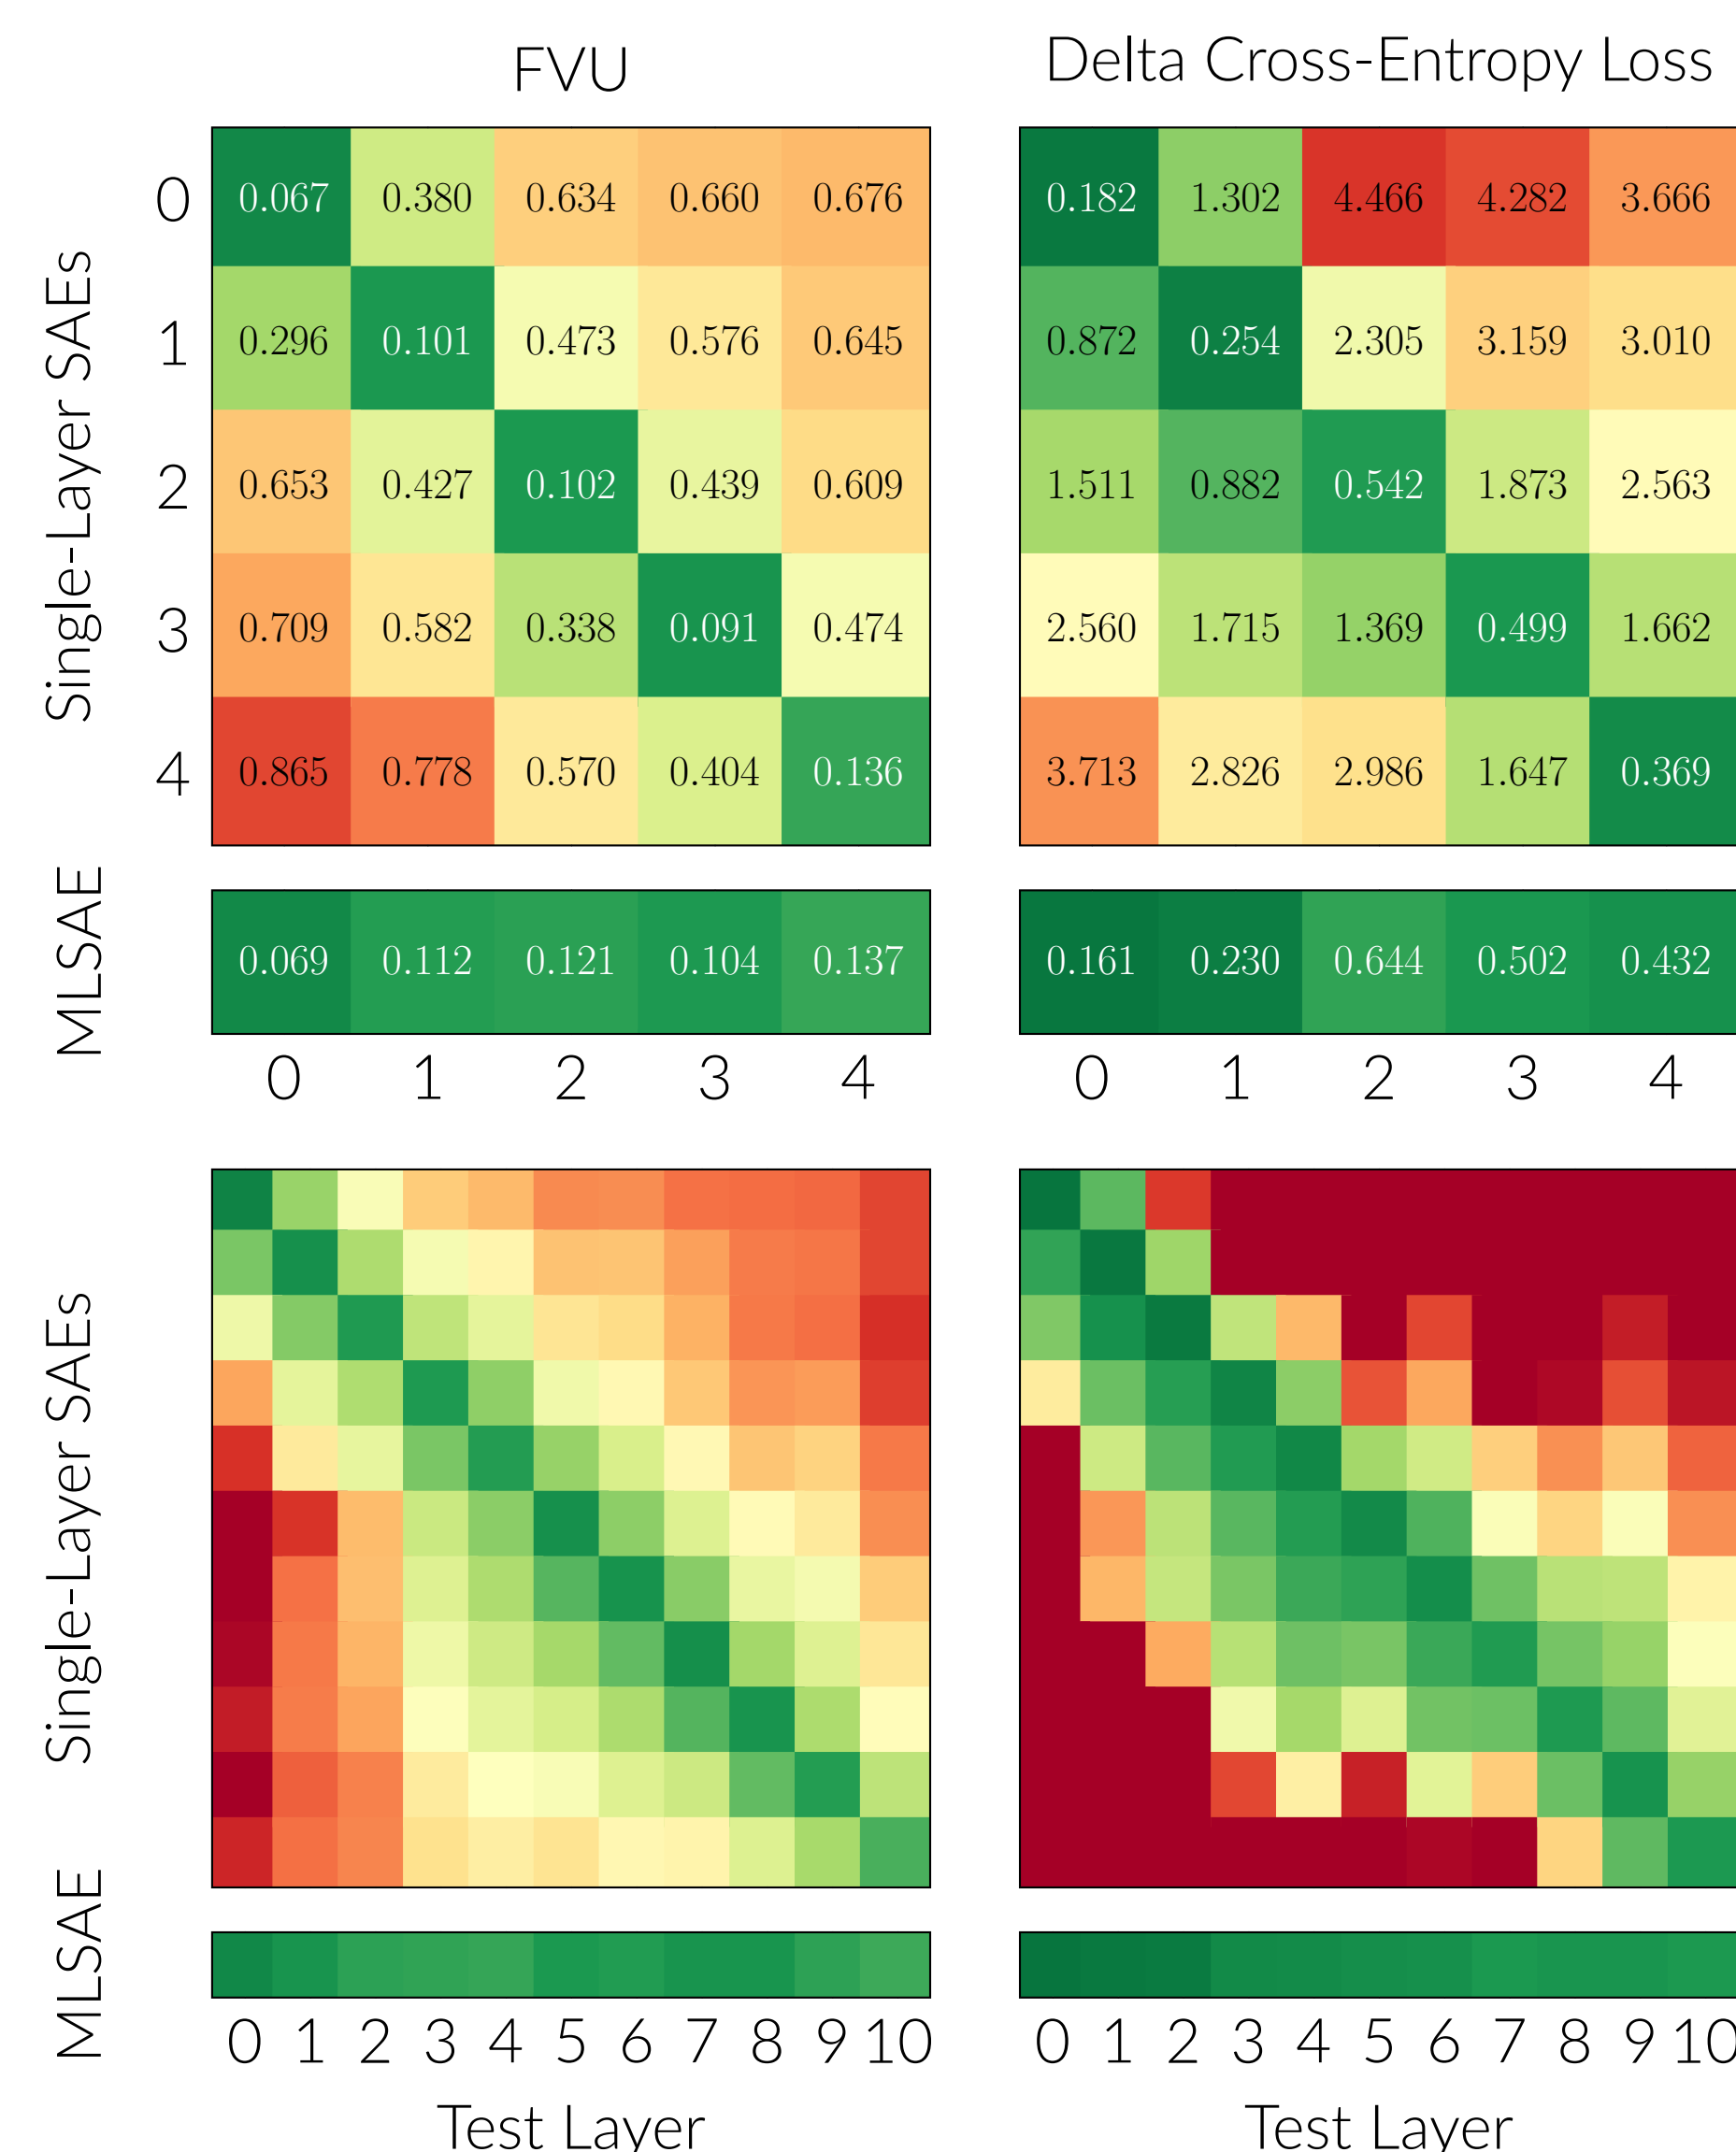 FVU
Delta Cross-Entropy Loss
Single-Layer SAEs
0 0.067 0.380 0.634 0.660 0.676 0.182 1.302 4.466 4.282 3.666
1 0.296 0.101 0.473 0.576 0.645 0.872 0.254 2.305 3.159 3.010
2 0.653 0.427 0.102 0.439 0.609 1.511 0.882 0.542 1.873 2.563
3 0.709 0.582 0.338 0.091 0.474 2.560 1.715 1.369 0.499 1.662
4 0.865 0.778 0.570 0.404 0.136 3.713 2.826 2.986 1.647 0.369
MLSAE
0.069 0.112 0.121 0.104 0.137 0.161 0.230 0.644 0.502 0.432
0 1 2 3 4 0 1 2 3 4
Single-Layer SAEs
MLSAE
0 1 2 3 4 5 6 7 8 9 10 0 1 2 3 4 5 6 7 8 9 10
Test Layer
Test Layer